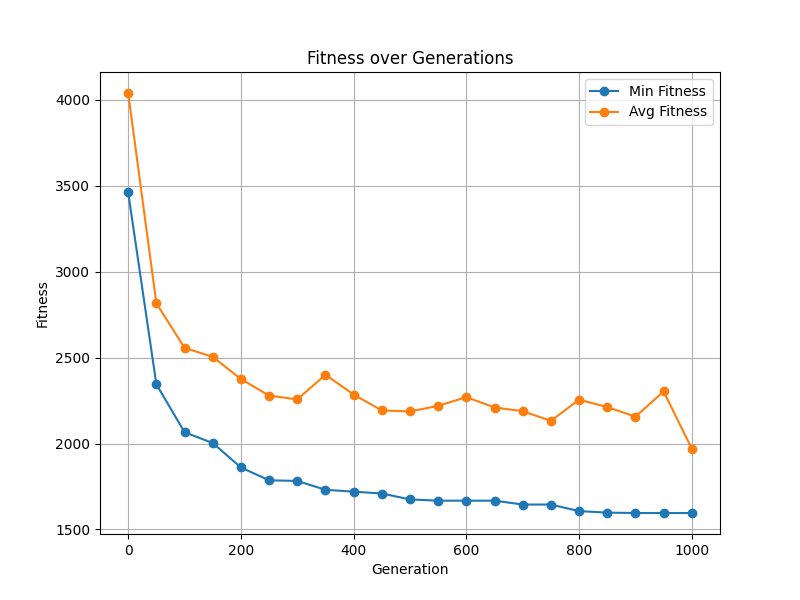 Fitness over Generations
Min Fitness
Avg Fitness
4000
3500
3000
2500
2000
1500
Fitness
0 200 400 600 800 1000
Generation